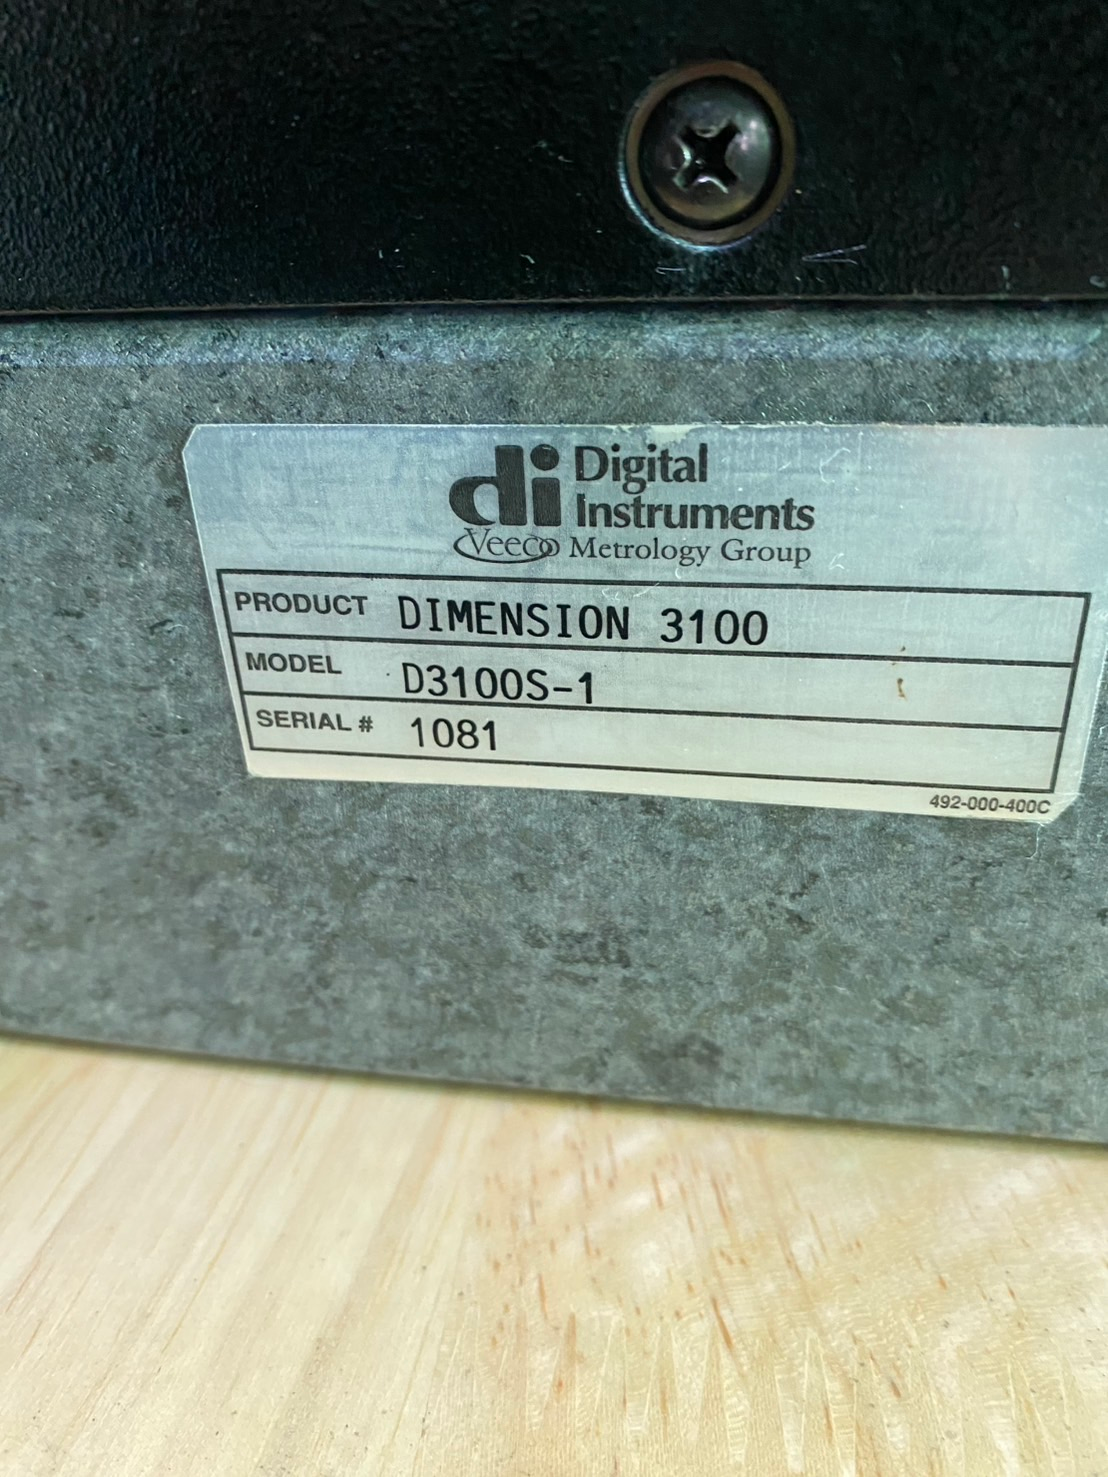 di Digital
Instruments
Veeco Metrology Group
PRODUCT DIMENSION 3100
MODEL D3100S-1
SERIAL # 1081
492-000-400C